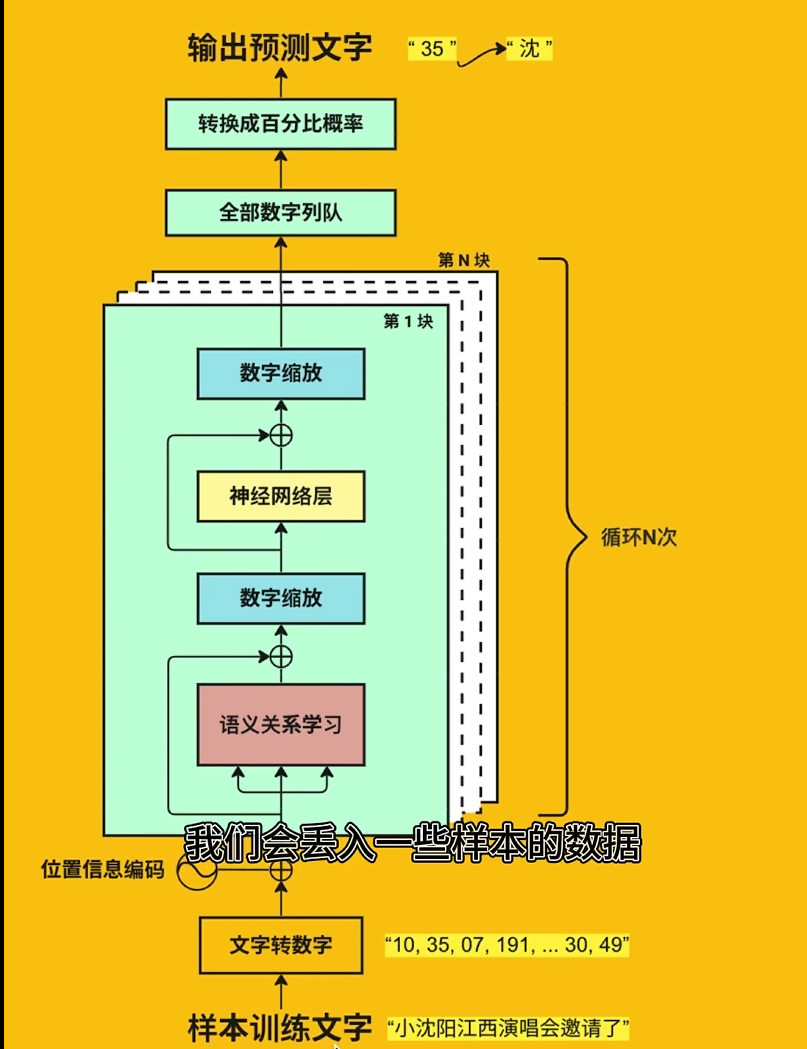 输出预测文字 “ 35 ” “ 沈 ”
转换成百分比概率
全部数字列队
第 N 块
第 1 块
数字缩放
神经网络层
循环N次
数字缩放
语义关系学习
我们会丢入一些样本的数据
位置信息编码
文字转数字 “10, 35, 07, 191, ... 30, 49”
样本训练文字 “小沈阳江西演唱会邀请了”